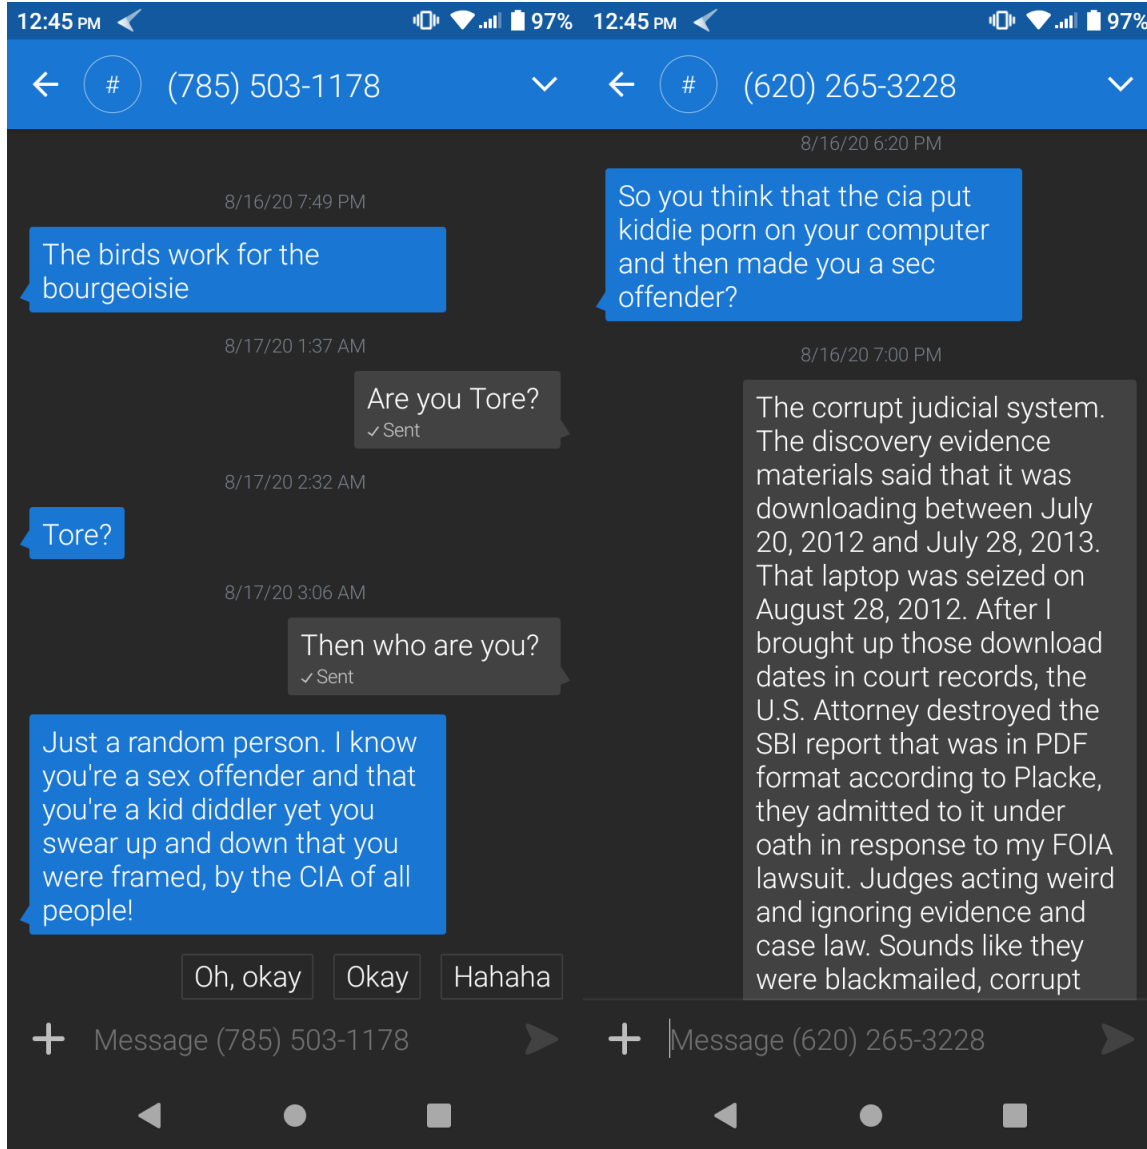 12:45 PM
97%
(785) 503-1178
8/16/20 7:49 PM
The birds work for the
bourgeoisie
8/17/20 1:37 AM
Are you Tore?
✓ Sent
8/17/20 2:32 AM
Tore?
8/17/20 3:06 AM
Then who are you?
✓ Sent
Just a random person. I know
you're a sex offender and that
you're a kid diddler yet you
swear up and down that you
were framed, by the CIA of all
people!
Oh, okay
Okay
Hahaha
Message (785) 503-1178
12:45 PM
97%
(620) 265-3228
8/16/20 6:20 PM
So you think that the cia put
kiddie porn on your computer
and then made you a sec
offender?
8/16/20 7:00 PM
The corrupt judicial system.
The discovery evidence
materials said that it was
downloading between July
20, 2012 and July 28, 2013.
That laptop was seized on
August 28, 2012. After I
brought up those download
dates in court records, the
U.S. Attorney destroyed the
SBI report that was in PDF
format according to Placke,
they admitted to it under
oath in response to my FOIA
lawsuit. Judges acting weird
and ignoring evidence and
case law. Sounds like they
were blackmailed, corrupt
Message (620) 265-3228